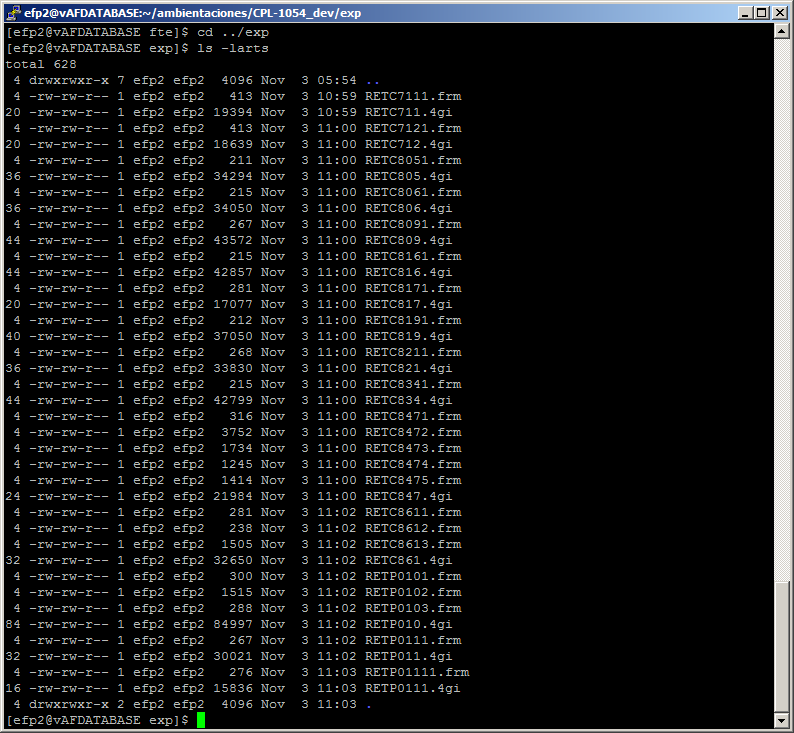 efp2@vAFDATABASE:~/ambientaciones/CPL-1054_dev/exp
[efp2@vAFDATABASE fte]$ cd ../exp
[efp2@vAFDATABASE exp]$ ls -larts
total 628
 4 drwxrwxr-x 7 efp2 efp2  4096 Nov  3 05:54 ..
 4 -rw-rw-r-- 1 efp2 efp2   413 Nov  3 10:59 RETC7111.frm
20 -rw-rw-r-- 1 efp2 efp2 19394 Nov  3 10:59 RETC711.4gi
 4 -rw-rw-r-- 1 efp2 efp2   413 Nov  3 11:00 RETC7121.frm
20 -rw-rw-r-- 1 efp2 efp2 18639 Nov  3 11:00 RETC712.4gi
 4 -rw-rw-r-- 1 efp2 efp2   211 Nov  3 11:00 RETC8051.frm
36 -rw-rw-r-- 1 efp2 efp2 34294 Nov  3 11:00 RETC805.4gi
 4 -rw-rw-r-- 1 efp2 efp2   215 Nov  3 11:00 RETC8061.frm
36 -rw-rw-r-- 1 efp2 efp2 34050 Nov  3 11:00 RETC806.4gi
 4 -rw-rw-r-- 1 efp2 efp2   267 Nov  3 11:00 RETC8091.frm
44 -rw-rw-r-- 1 efp2 efp2 43572 Nov  3 11:00 RETC809.4gi
 4 -rw-rw-r-- 1 efp2 efp2   215 Nov  3 11:00 RETC8161.frm
44 -rw-rw-r-- 1 efp2 efp2 42857 Nov  3 11:00 RETC816.4gi
 4 -rw-rw-r-- 1 efp2 efp2   281 Nov  3 11:00 RETC8171.frm
20 -rw-rw-r-- 1 efp2 efp2 17077 Nov  3 11:00 RETC817.4gi
 4 -rw-rw-r-- 1 efp2 efp2   212 Nov  3 11:00 RETC8191.frm
40 -rw-rw-r-- 1 efp2 efp2 37050 Nov  3 11:00 RETC819.4gi
 4 -rw-rw-r-- 1 efp2 efp2   268 Nov  3 11:00 RETC8211.frm
36 -rw-rw-r-- 1 efp2 efp2 33830 Nov  3 11:00 RETC821.4gi
 4 -rw-rw-r-- 1 efp2 efp2   215 Nov  3 11:00 RETC8341.frm
44 -rw-rw-r-- 1 efp2 efp2 42799 Nov  3 11:00 RETC834.4gi
 4 -rw-rw-r-- 1 efp2 efp2   316 Nov  3 11:00 RETC8471.frm
 4 -rw-rw-r-- 1 efp2 efp2  3752 Nov  3 11:00 RETC8472.frm
 4 -rw-rw-r-- 1 efp2 efp2  1734 Nov  3 11:00 RETC8473.frm
 4 -rw-rw-r-- 1 efp2 efp2  1245 Nov  3 11:00 RETC8474.frm
 4 -rw-rw-r-- 1 efp2 efp2  1414 Nov  3 11:00 RETC8475.frm
24 -rw-rw-r-- 1 efp2 efp2 21984 Nov  3 11:00 RETC847.4gi
 4 -rw-rw-r-- 1 efp2 efp2   281 Nov  3 11:02 RETC8611.frm
 4 -rw-rw-r-- 1 efp2 efp2   238 Nov  3 11:02 RETC8612.frm
 4 -rw-rw-r-- 1 efp2 efp2  1505 Nov  3 11:02 RETC8613.frm
32 -rw-rw-r-- 1 efp2 efp2 32650 Nov  3 11:02 RETC861.4gi
 4 -rw-rw-r-- 1 efp2 efp2   300 Nov  3 11:02 RETP0101.frm
 4 -rw-rw-r-- 1 efp2 efp2  1515 Nov  3 11:02 RETP0102.frm
 4 -rw-rw-r-- 1 efp2 efp2   288 Nov  3 11:02 RETP0103.frm
84 -rw-rw-r-- 1 efp2 efp2 84997 Nov  3 11:02 RETP010.4gi
 4 -rw-rw-r-- 1 efp2 efp2   267 Nov  3 11:02 RETP0111.frm
32 -rw-rw-r-- 1 efp2 efp2 30021 Nov  3 11:02 RETP011.4gi
 4 -rw-rw-r-- 1 efp2 efp2   276 Nov  3 11:03 RETP01111.frm
16 -rw-rw-r-- 1 efp2 efp2 15836 Nov  3 11:03 RETP0111.4gi
 4 drwxrwxr-x 2 efp2 efp2  4096 Nov  3 11:03 .
[efp2@vAFDATABASE exp]$